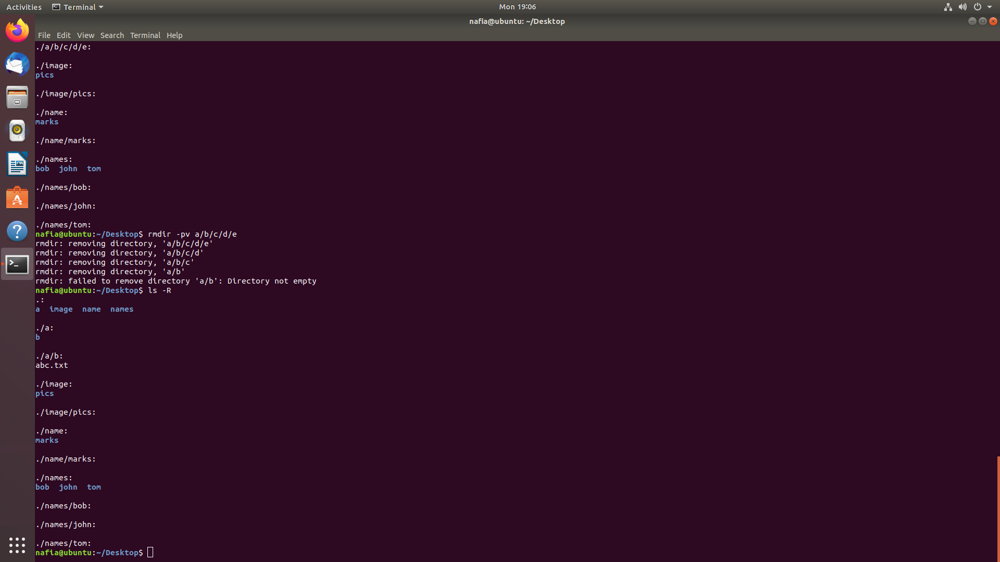 Activities Terminal Mon 19:06
nafia@ubuntu: ~/Desktop
File Edit View Search Terminal Help
./a/b/c/d/e:
./image:
pics
./image/pics:
./name:
marks
./name/marks:
./names:
bob john tom
./names/bob:
./names/john:
./names/tom:
nafia@ubuntu:~/Desktop$ rmdir -pv a/b/c/d/e
rmdir: removing directory, 'a/b/c/d/e'
rmdir: removing directory, 'a/b/c/d'
rmdir: removing directory, 'a/b/c'
rmdir: removing directory, 'a/b'
rmdir: failed to remove directory 'a/b': Directory not empty
nafia@ubuntu:~/Desktop$ ls -R
.:
a image name names
./a:
b
./a/b:
abc.txt
./image:
pics
./image/pics:
./name:
marks
./name/marks:
./names:
bob john tom
./names/bob:
./names/john:
./names/tom:
nafia@ubuntu:~/Desktop$